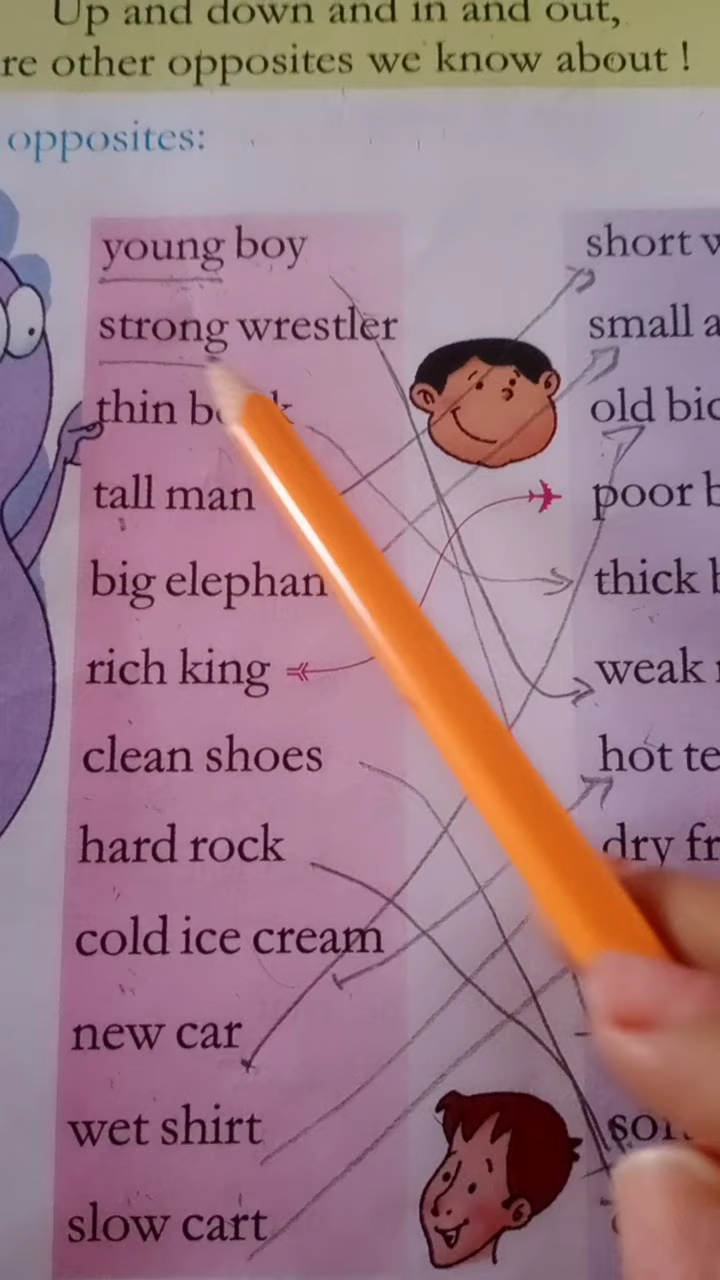 Up and down and in and out,
re other opposites we know about !
opposites:
young boy short
strong wrestler small a
thin old
tall man poor b
big elephan thick b
rich king weak
clean shoes hot te
hard rock dry fr
cold ice cream
new car
wet shirt
slow cart